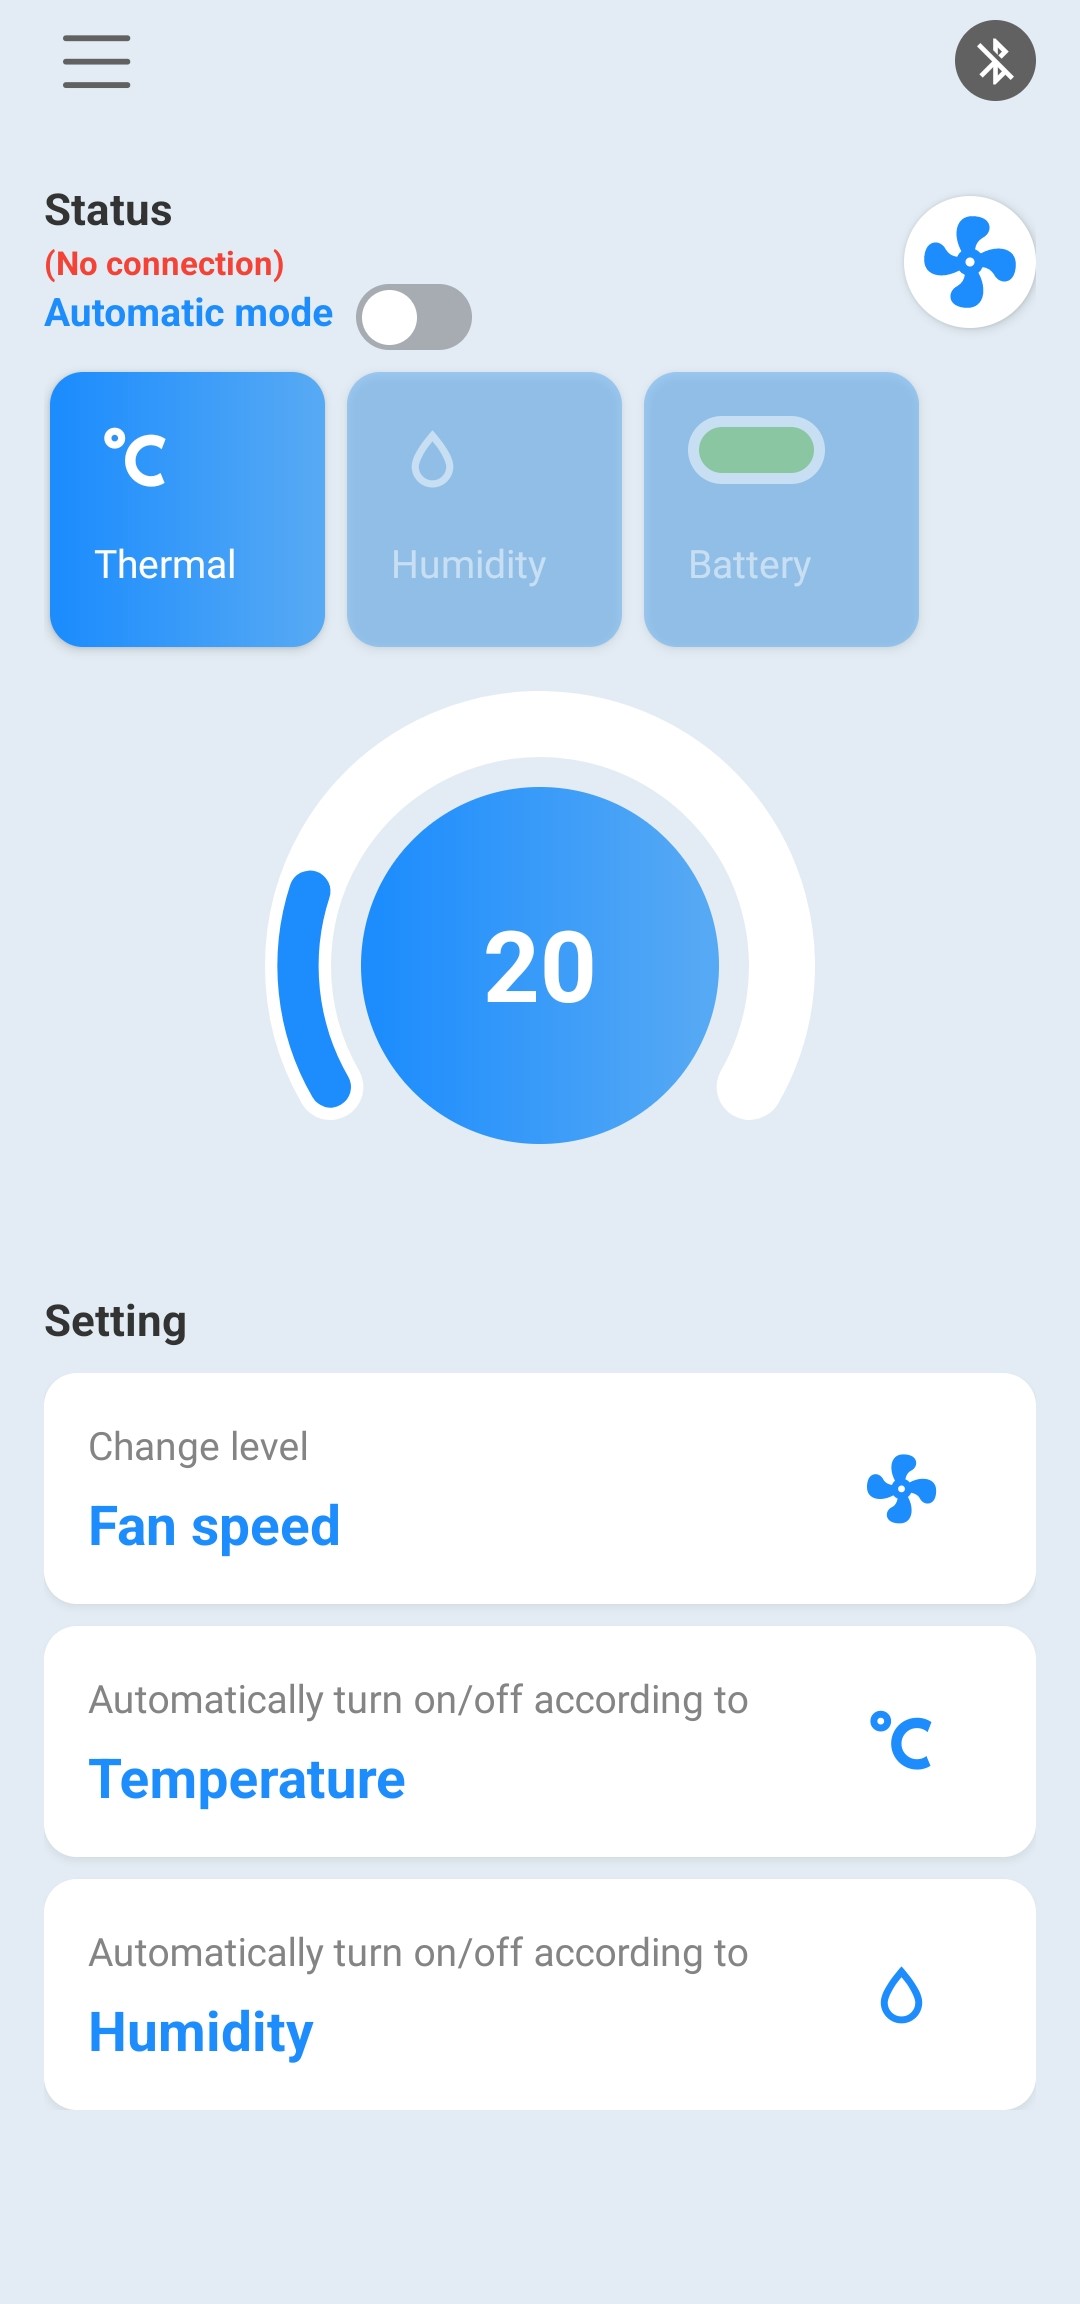 Status
(No connection)
Automatic mode
℃
Thermal
Humidity
Battery
20
Setting
Change level
Fan speed
Automatically turn on/off according to
Temperature
℃
Automatically turn on/off according to
Humidity